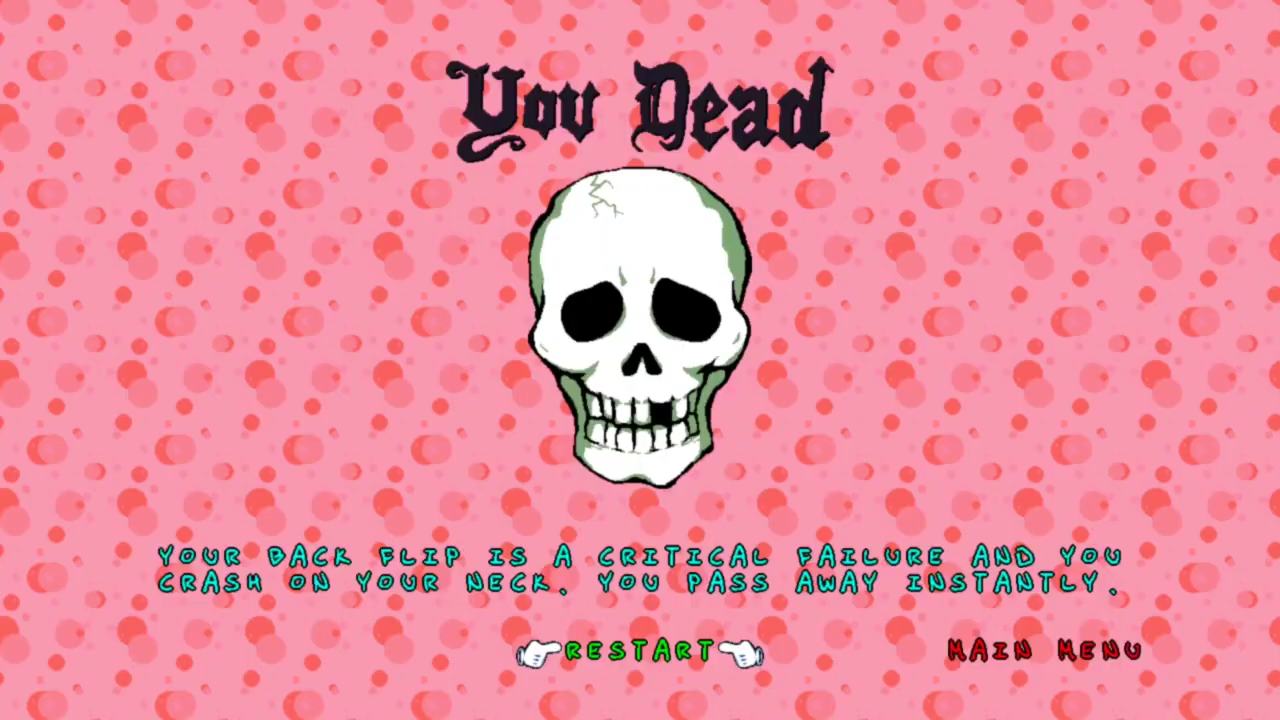 You Dead
YOUR BACK FLIP IS A CRITICAL FAILURE AND YOU
CRASH ON YOUR NECK. YOU PASS AWAY INSTANTLY.
RESTART
MAIN MENU